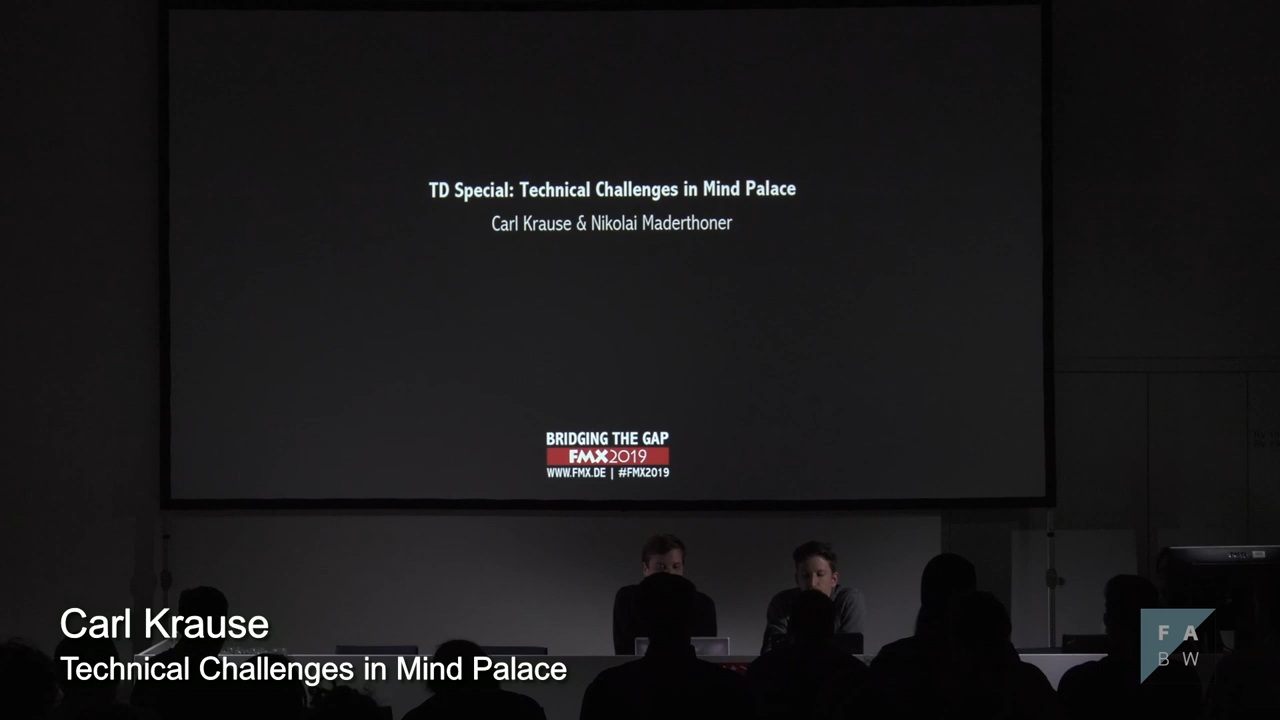 TD Special: Technical Challenges in Mind Palace
Carl Krause & Nikolai Maderthoner
BRIDGING THE GAP
FMX2019
WWW.FMX.DE | #FMX2019
Carl Krause
Technical Challenges in Mind Palace
F A
B W